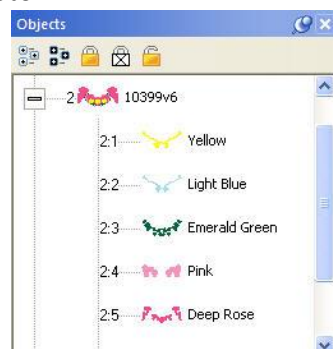 Objects
2 10399v6
2:1 Yellow
2:2 Light Blue
2:3 Emerald Green
2:4 Pink
2:5 Deep Rose